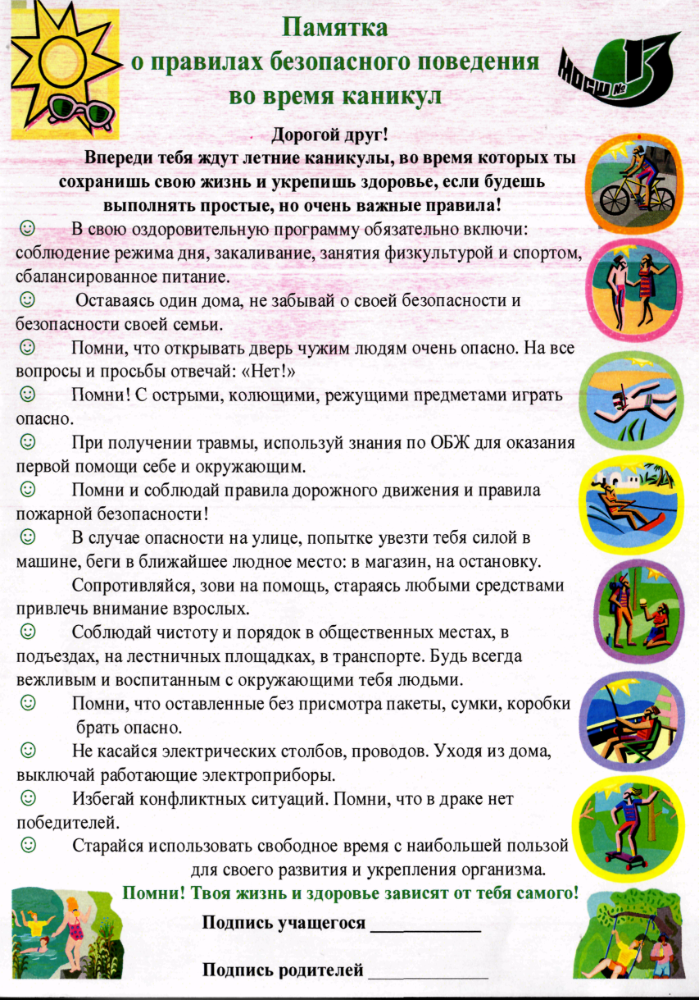 Памятка
о правилах безопасного поведения
во время каникул
МОСШ №1
Дорогой друг!
Впереди тебя ждут летние каникулы, во время которых ты
сохранишь свою жизнь и укрепишь здоровье, если будешь
выполнять простые, но очень важные правила!
☺ В свою оздоровительную программу обязательно включи:
соблюдение режима дня, закаливание, занятия физкультурой и спортом,
сбалансированное питание.
☺ Оставаясь один дома, не забывай о своей безопасности и
безопасности своей семьи.
☺ Помни, что открывать дверь чужим людям очень опасно. На все
вопросы и просьбы отвечай: «Нет!»
☺ Помни! С острыми, колющими, режущими предметами играть
опасно.
☺ При получении травмы, используй знания по ОБЖ для оказания
первой помощи себе и окружающим.
☺ Помни и соблюдай правила дорожного движения и правила
пожарной безопасности!
☺ В случае опасности на улице, попытке увезти тебя силой в
машине, беги в ближайшее людное место: в магазин, на остановку.
Сопротивляйся, зови на помощь, стараясь любыми средствами
привлечь внимание взрослых.
☺ Соблюдай чистоту и порядок в общественных местах, в
подъездах, на лестничных площадках, в транспорте. Будь всегда
вежливым и воспитанным с окружающими тебя людьми.
☺ Помни, что оставленные без присмотра пакеты, сумки, коробки
брать опасно.
☺ Не касайся электрических столбов, проводов. Уходя из дома,
выключай работающие электроприборы.
☺ Избегай конфликтных ситуаций. Помни, что в драке нет
победителей.
☺ Старайся использовать свободное время с наибольшей пользой
для своего развития и укрепления организма.
Помни! Твоя жизнь и здоровье зависят от тебя самого!
Подпись учащегося ____________
Подпись родителей _____________